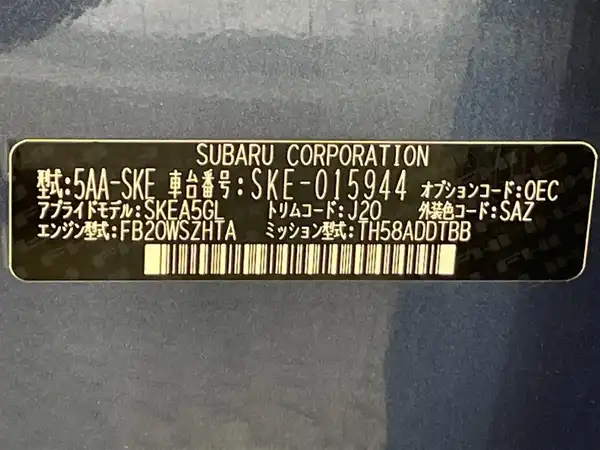 SUBARU CORPORATION
型式:5AA-SKE 車台番号:SKE-015944 オプションコード:OEC
アプライドモデル:SKEA5GL トリムコード:J20 外装色コード:SAZ
エンジン型式:FB20WSZHTA ミッション型式:TH58ADDTBB